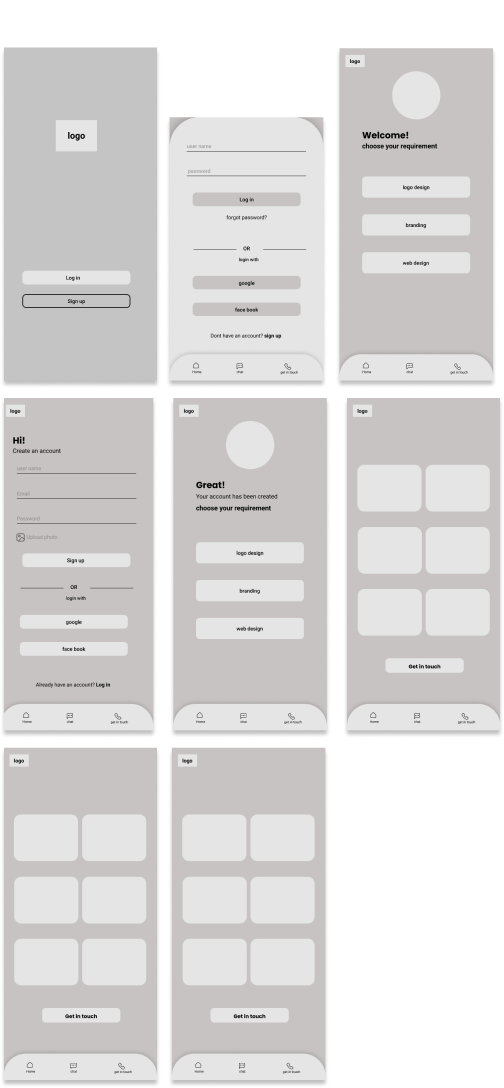 logo
Log in
Sign up
user name
password
Log in
forgot password?
OR
login with
google
face book
Dont have an account? sign up
Home
chat
get in touch
logo
Welcome!
choose your requirement
logo design
branding
web design
Home
chat
get in touch
logo
Hi!
Create an account
user name
Email
Password
Upload photo
Sign up
OR
login with
google
face book
Already have an account? Log in
Home
chat
get in touch
logo
Great!
Your account has been created
choose your requirement
logo design
branding
web design
Home
chat
get in touch
logo
Get in touch
Home
chat
get in touch
logo
Get in touch
Home
chat
get in touch
logo
Get in touch
Home
chat
get in touch